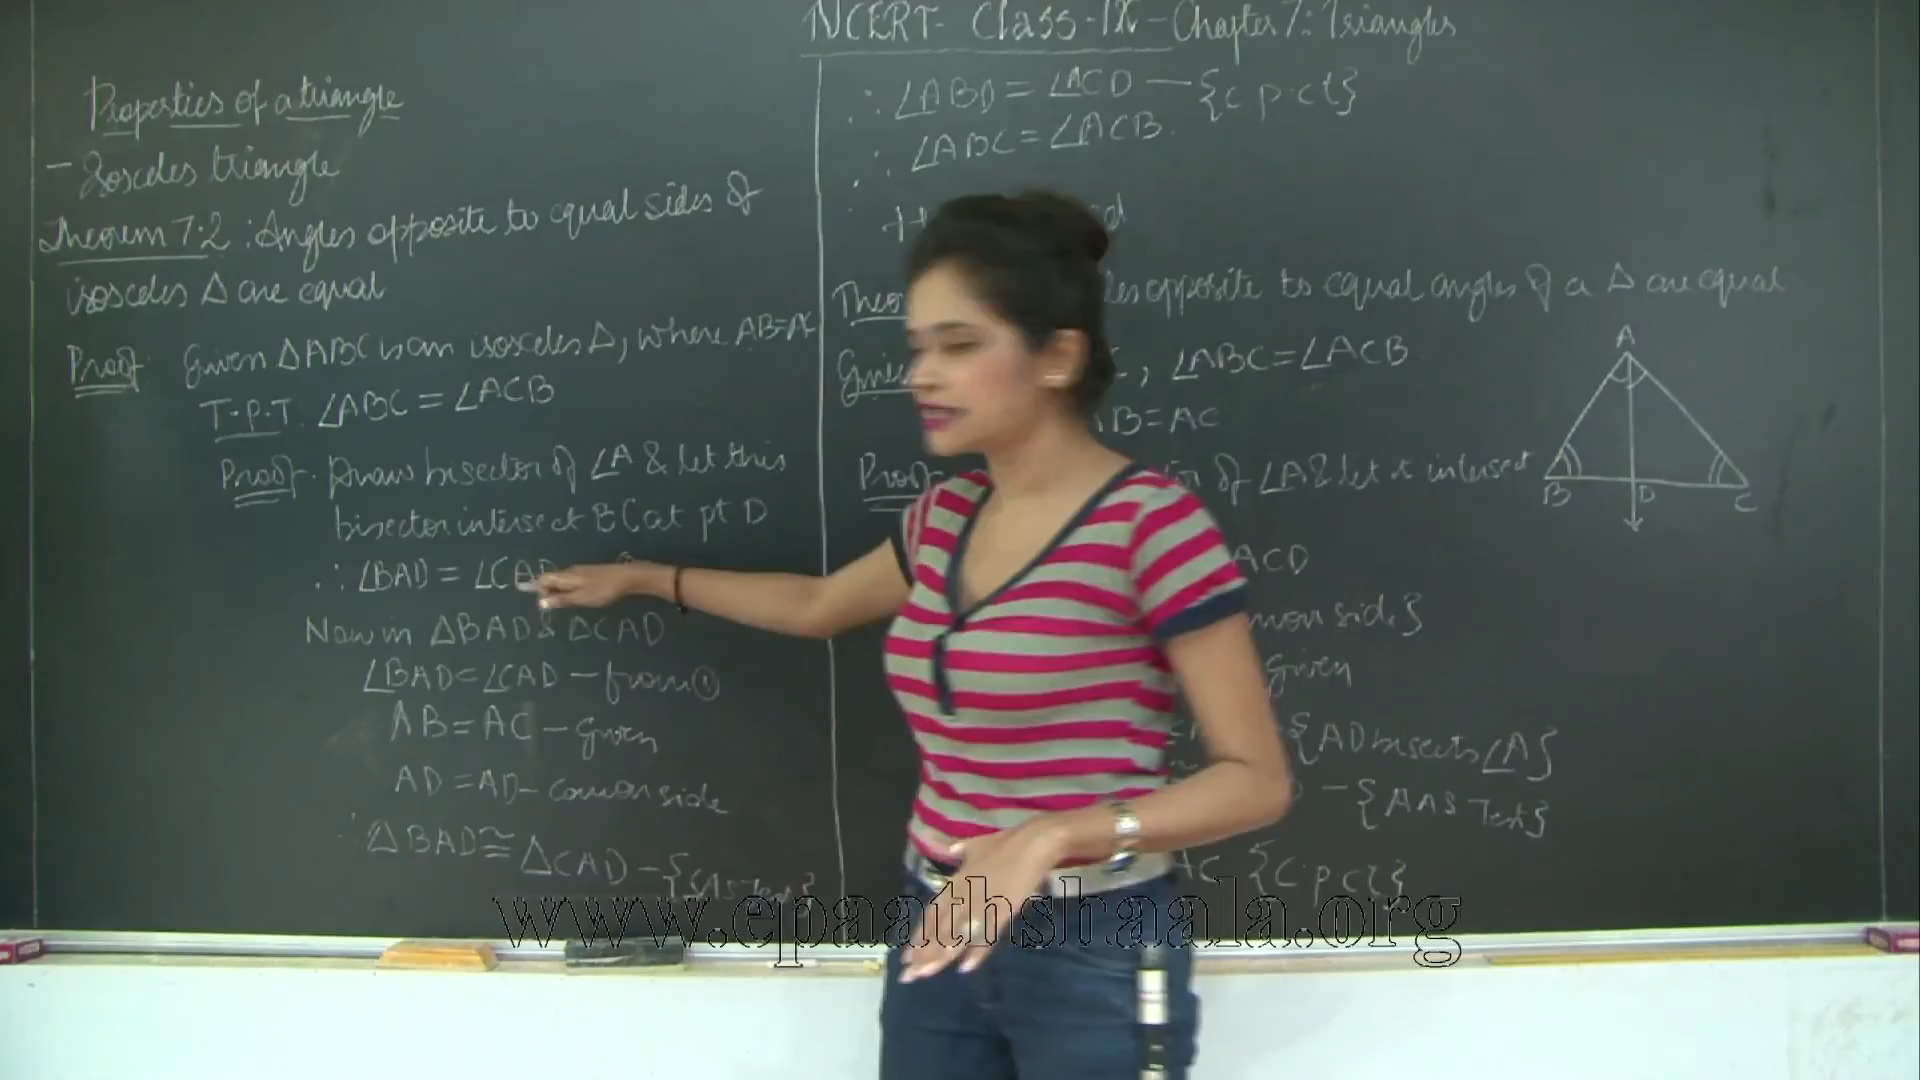 NCERT- Class-IX- Chapter 7: Triangles
Properties of a triangle
- Isosceles triangle
Theorem 7.2 : Angles opposite to equal sides of
isosceles Δ are equal
Proof Given ΔABC is an isosceles Δ, where AB=AC
T.P.T. ∠ABC = ∠ACB
Proof. Draw bisector of ∠A & let this
bisector intersect BC at pt D
∴ ∠BAD = ∠CAD
Now in ΔBAD & ΔCAD
∠BAD = ∠CAD - from ①
AB = AC - given
AD = AD - common side
∴ ΔBAD ≅ ΔCAD - {SAS Test}
∴ ∠ABD = ∠ACD - {c p.c t}
∴ ∠ABC = ∠ACB.
opposite to equal angles of a Δ are equal
, ∠ABC = ∠ACB
AB = AC
Proof of ∠A & let it intersect
ACD
side}
given
{AD bisects ∠A}
- {AAS Test}
AC {C p c t}
A
B D C
www.epaathshaala.org